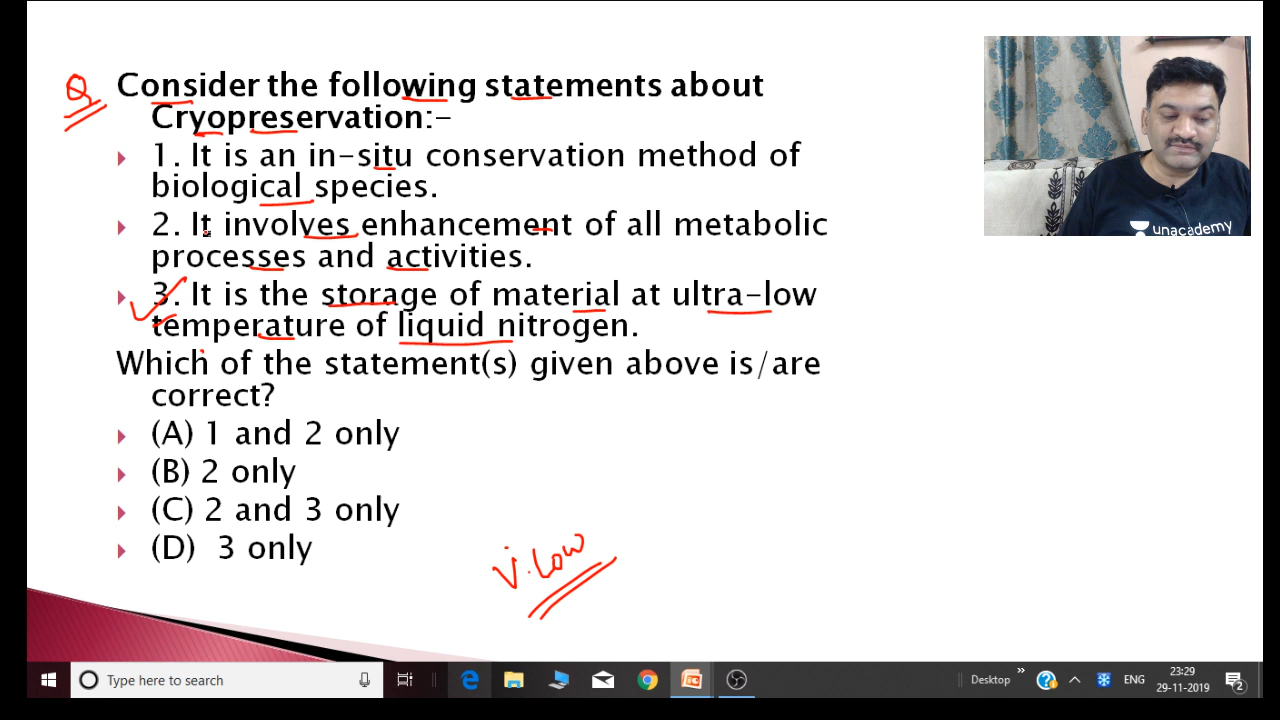 Q Consider the following statements about
Cryopreservation:-
1. It is an in-situ conservation method of
biological species.
2. It involves enhancement of all metabolic
processes and activities.
3. It is the storage of material at ultra-low
temperature of liquid nitrogen.
Which of the statement(s) given above is/are
correct?
(A) 1 and 2 only
(B) 2 only
(C) 2 and 3 only
(D) 3 only
V.Low
unacademy
Type here to search
Desktop
»
ENG
23:29
29-11-2019
2